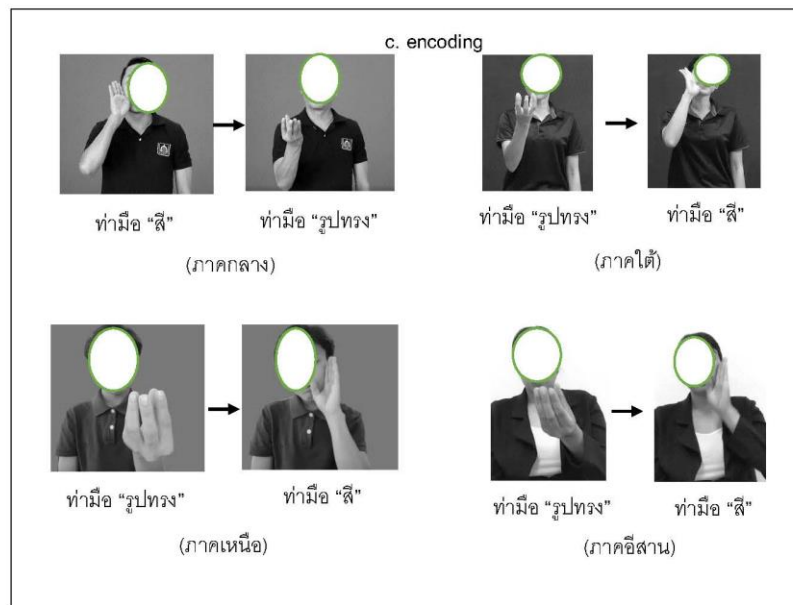 c. encoding
ท่ามือ “สี” ท่ามือ “รูปทรง”
(ภาคกลาง)
ท่ามือ “รูปทรง” ท่ามือ “สี”
(ภาคใต้)
ท่ามือ “รูปทรง” ท่ามือ “สี”
(ภาคเหนือ)
ท่ามือ “รูปทรง” ท่ามือ “สี”
(ภาคอีสาน)